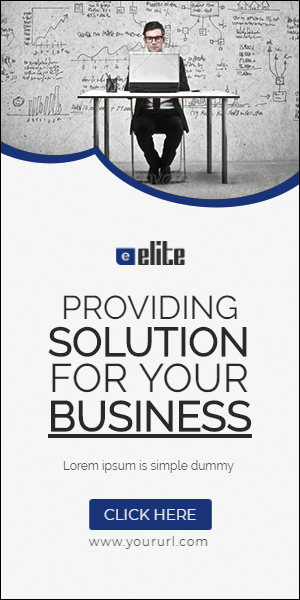 e elite
PROVIDING
SOLUTION
FOR YOUR
BUSINESS
Lorem ipsum is simple dummy
CLICK HERE
www.yoururl.com